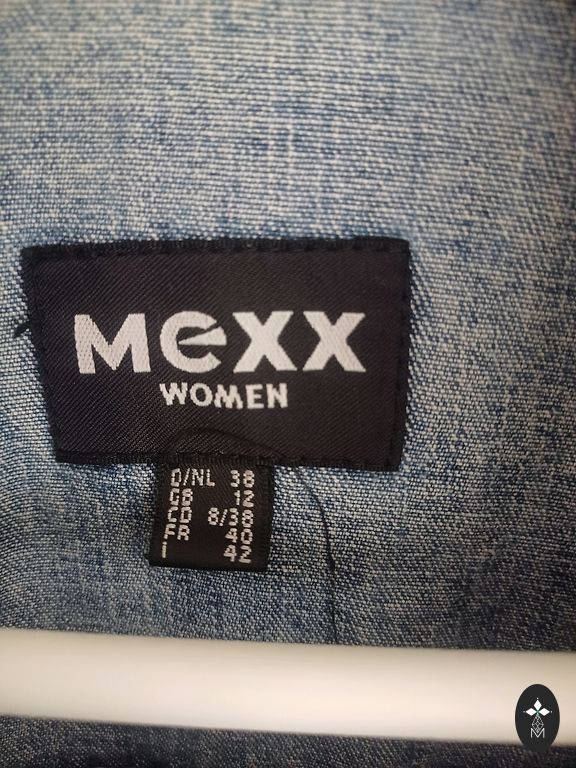 MEXX
WOMEN
D/NL 38
GB 12
CD 8/38
FR 40
I 42
M